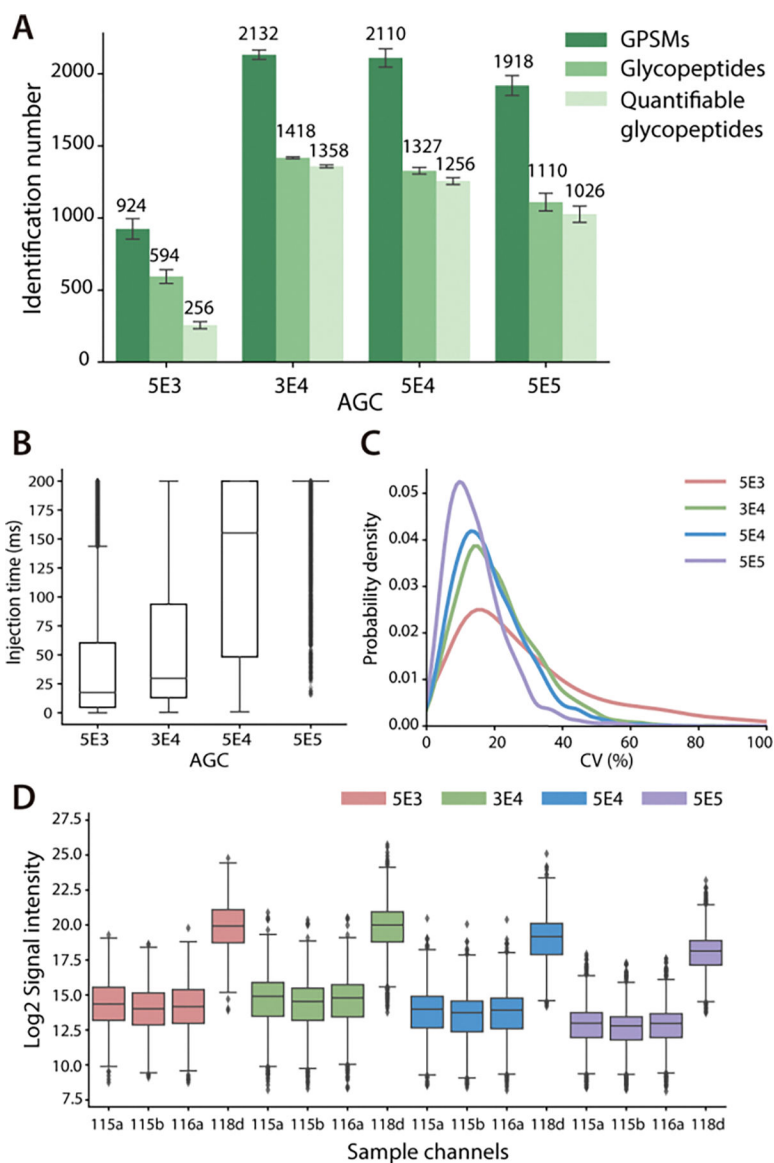 A
GPSMs
Glycopeptides
Quantifiable
glycopeptides
Identification number
2000
1500
1000
500
0
924
594
256
2132
1418
1358
2110
1327
1256
1918
1110
1026
5E3 3E4 5E4 5E5
AGC
B
Injection time (ms)
200
175
150
125
100
75
50
25
0
5E3 3E4 5E4 5E5
AGC
C
Probability density
0.05
0.04
0.03
0.02
0.01
0.00
0 20 40 60 80 100
CV (%)
5E3
3E4
5E4
5E5
D
5E3 3E4 5E4 5E5
Log2 Signal intensity
27.5
25.0
22.5
20.0
17.5
15.0
12.5
10.0
7.5
115a 115b 116a 118d 115a 115b 116a 118d 115a 115b 116a 118d 115a 115b 116a 118d
Sample channels